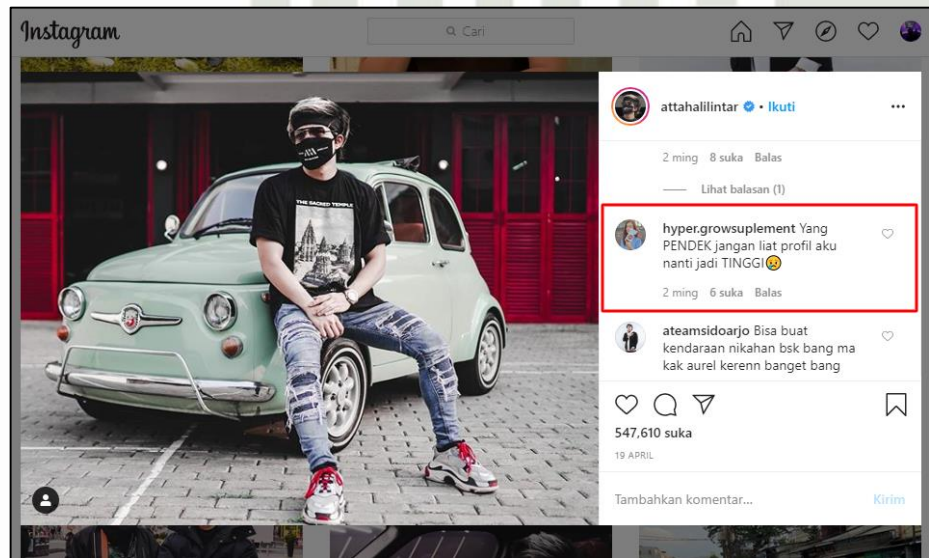 Instagram
Cari
attahalilintar • Ikuti
2 ming 8 suka Balas
Lihat balasan (1)
hyper.growsuplement Yang
PENDEK jangan liat profil aku
nanti jadi TINGGI😢
2 ming 6 suka Balas
ateamsidoarjo Bisa buat
kendaraan nikahan bsk bang ma
kak aurel kerenn banget bang
547,610 suka
19 APRIL
Tambahkan komentar...
Kirim
THE SACRED TEMPLE